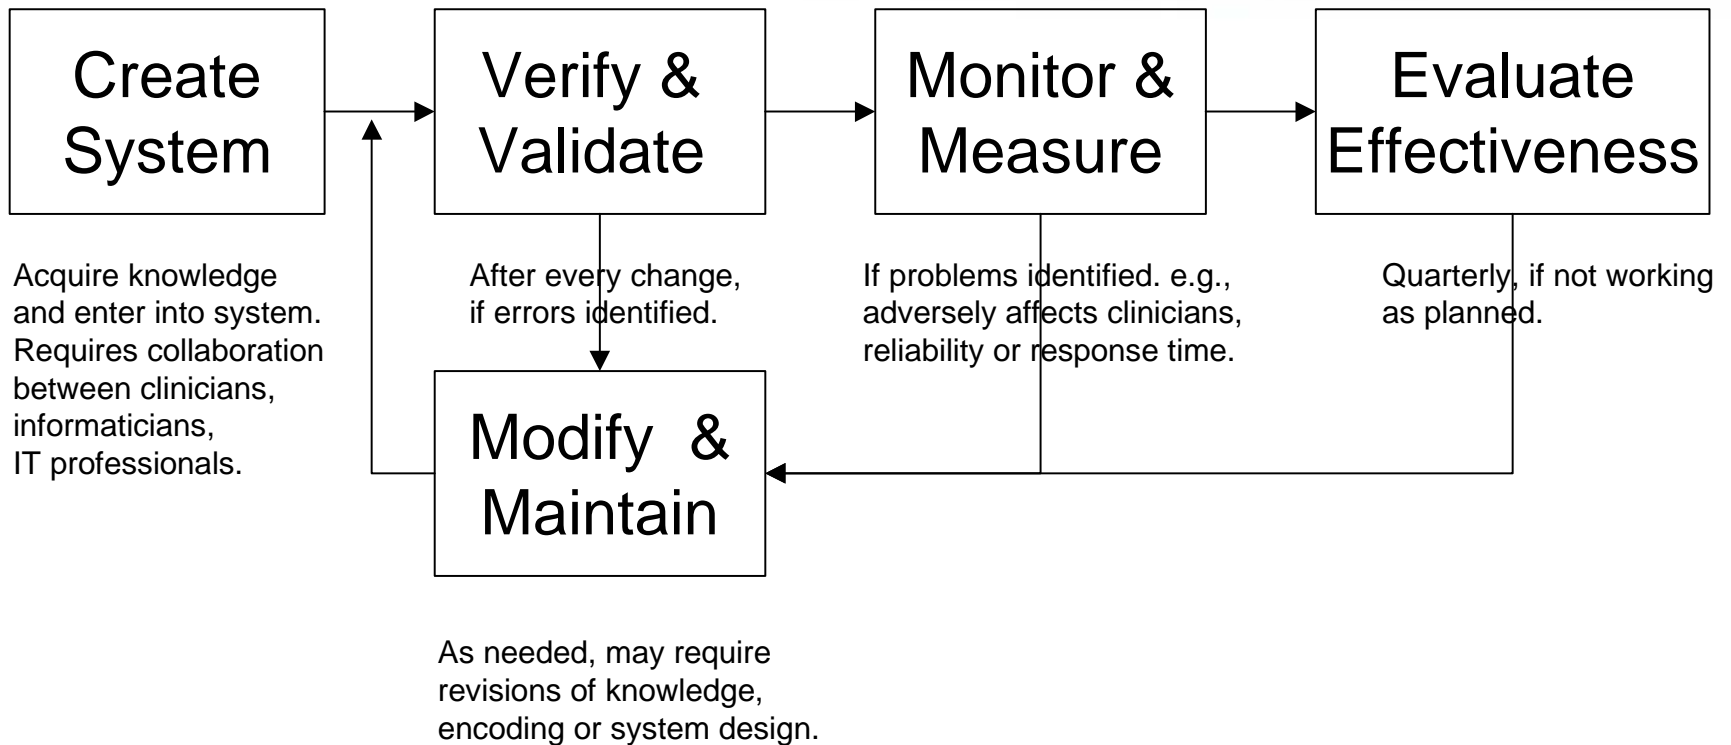 Create
System
Verify &
Validate
Monitor &
Measure
Evaluate
Effectiveness
Acquire knowledge
and enter into system.
Requires collaboration
between clinicians,
informaticians,
IT professionals.
After every change,
if errors identified.
If problems identified. e.g.,
adversely affects clinicians,
reliability or response time.
Quarterly, if not working
as planned.
Modify &
Maintain
As needed, may require
revisions of knowledge,
encoding or system design.